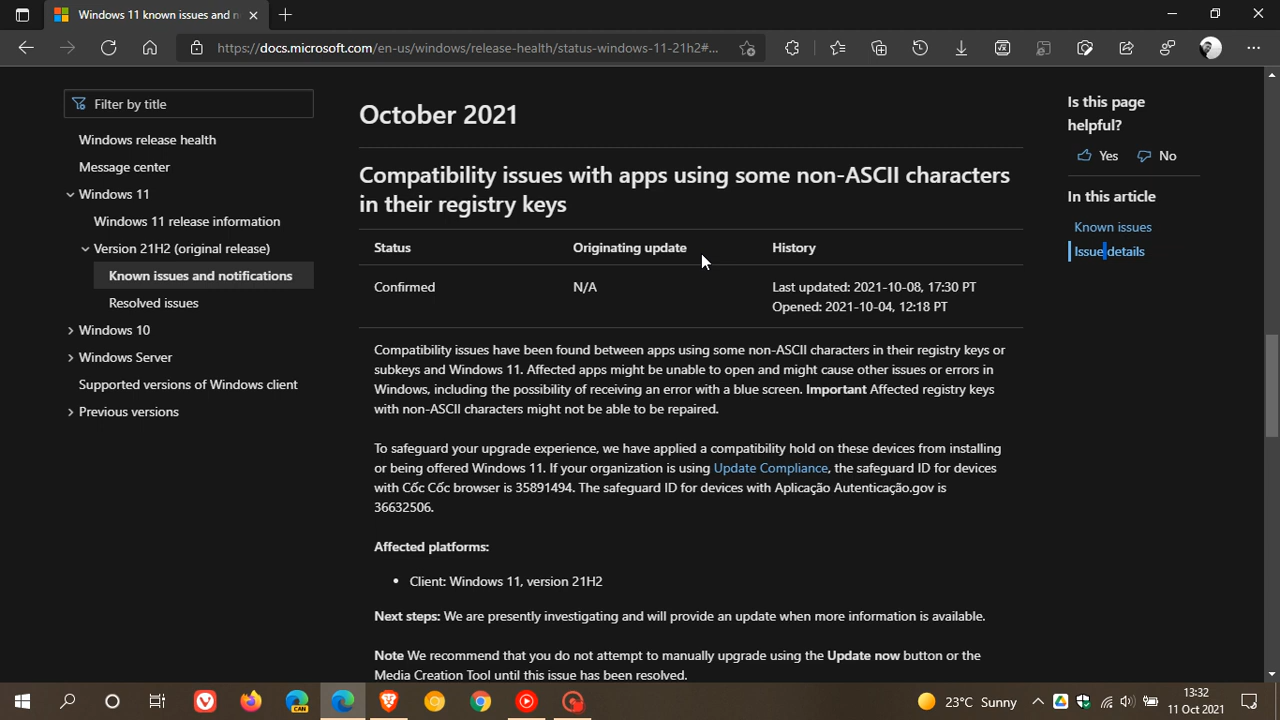 Windows 11 known issues and n
https://docs.microsoft.com/en-us/windows/release-health/status-windows-11-21h2#...
Filter by title
Windows release health
Message center
Windows 11
Windows 11 release information
Version 21H2 (original release)
Known issues and notifications
Resolved issues
Windows 10
Windows Server
Supported versions of Windows client
Previous versions
October 2021
Compatibility issues with apps using some non-ASCII characters
in their registry keys
Status Originating update History
Confirmed N/A Last updated: 2021-10-08, 17:30 PT
Opened: 2021-10-04, 12:18 PT
Compatibility issues have been found between apps using some non-ASCII characters in their registry keys or
subkeys and Windows 11. Affected apps might be unable to open and might cause other issues or errors in
Windows, including the possibility of receiving an error with a blue screen. Important Affected registry keys
with non-ASCII characters might not be able to be repaired.
To safeguard your upgrade experience, we have applied a compatibility hold on these devices from installing
or being offered Windows 11. If your organization is using Update Compliance, the safeguard ID for devices
with Cốc Cốc browser is 35891494. The safeguard ID for devices with Aplicação Autenticação.gov is
36632506.
Affected platforms:
• Client: Windows 11, version 21H2
Next steps: We are presently investigating and will provide an update when more information is available.
Note We recommend that you do not attempt to manually upgrade using the Update now button or the
Media Creation Tool until this issue has been resolved.
Is this page
helpful?
Yes No
In this article
Known issues
Issue details
CAN
23°C Sunny
13:32
11 Oct 2021